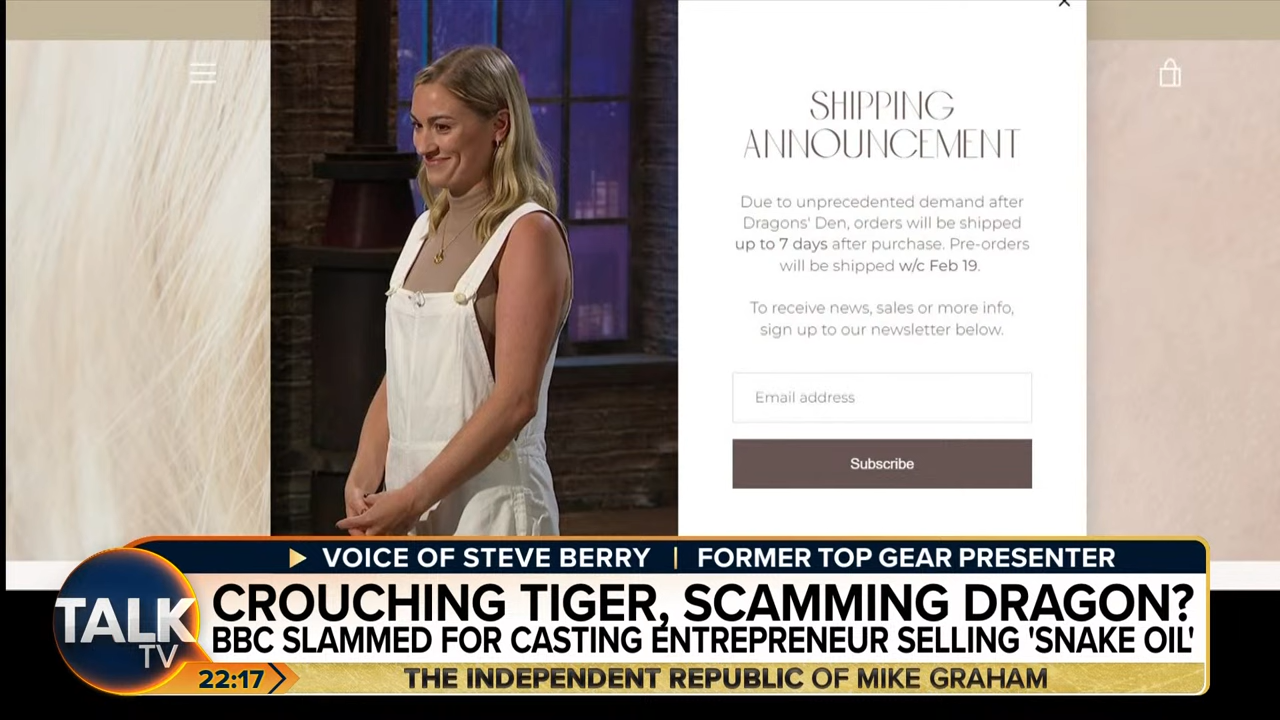 SHIPPING
ANNOUNCEMENT
Due to unprecedented demand after
Dragons' Den, orders will be shipped
up to 7 days after purchase. Pre-orders
will be shipped w/c Feb 19.
To receive news, sales or more info,
sign up to our newsletter below.
Email address
Subscribe
VOICE OF STEVE BERRY | FORMER TOP GEAR PRESENTER
CROUCHING TIGER, SCAMMING DRAGON?
BBC SLAMMED FOR CASTING ENTREPRENEUR SELLING 'SNAKE OIL'
TALK
TV
22:17
THE INDEPENDENT REPUBLIC OF MIKE GRAHAM